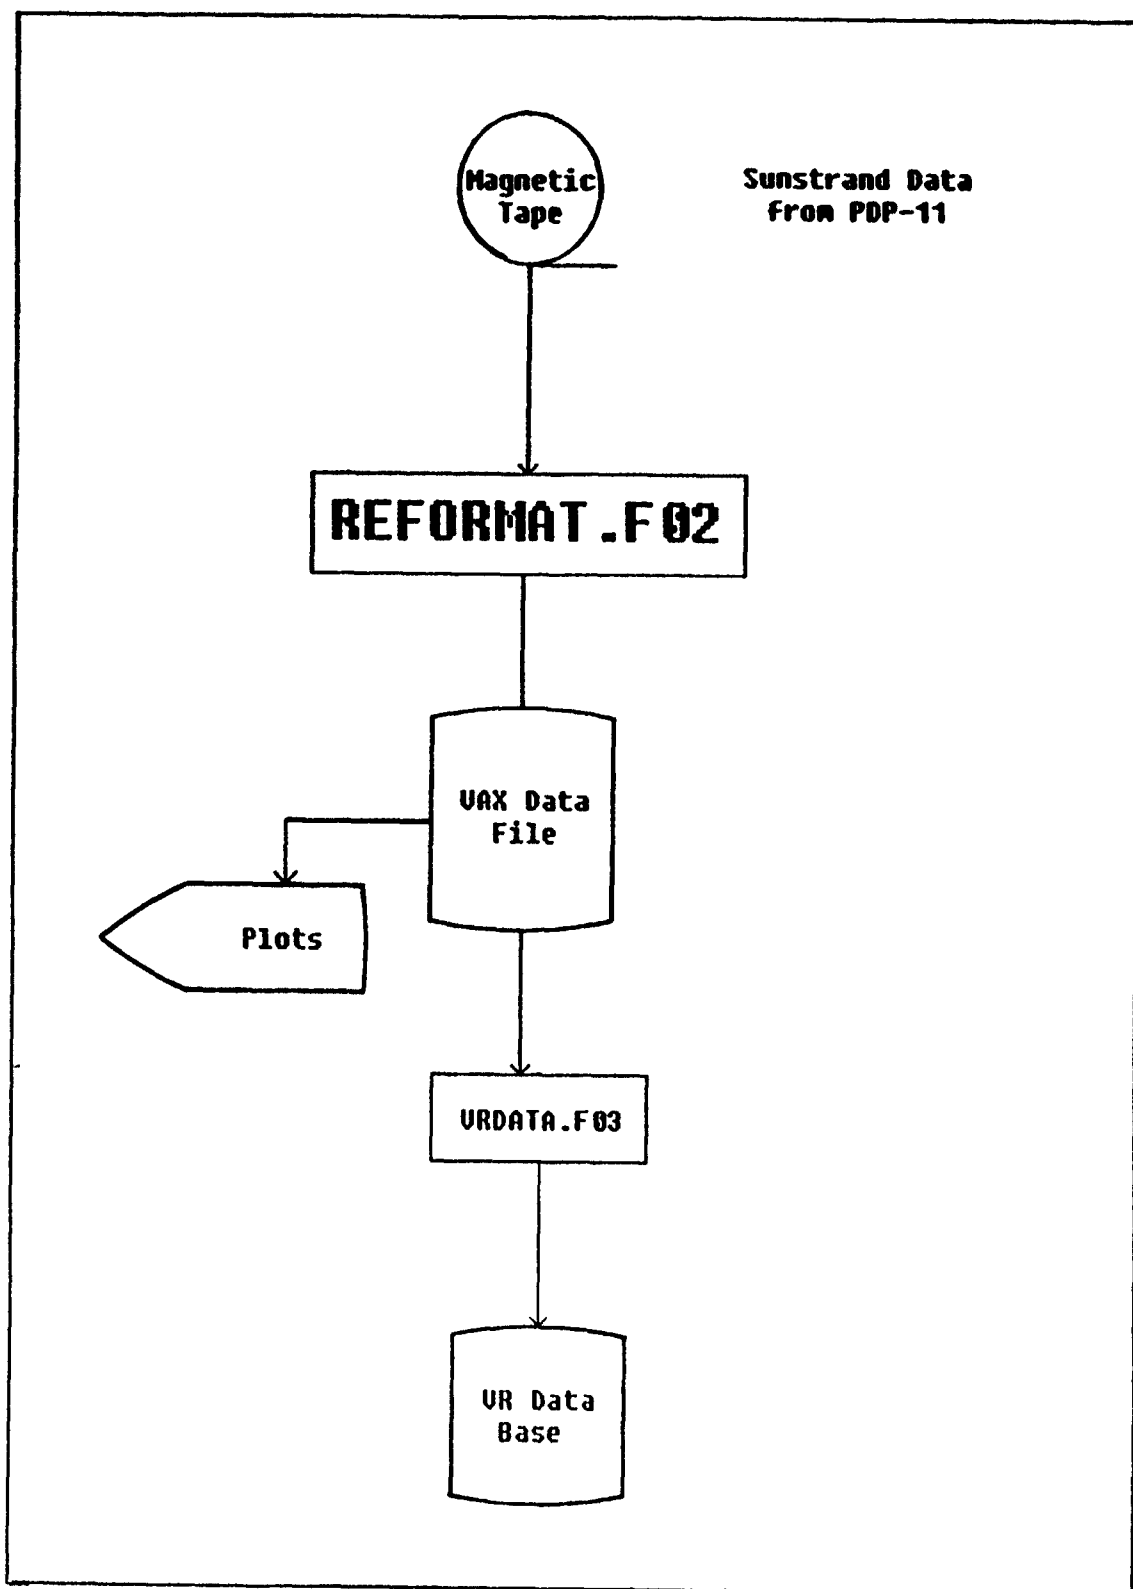 Magnetic
Tape
Sunstrand Data
from PDP-11
REFORMAT.F02
VAX Data
File
Plots
VRDATA.F03
VR Data
Base